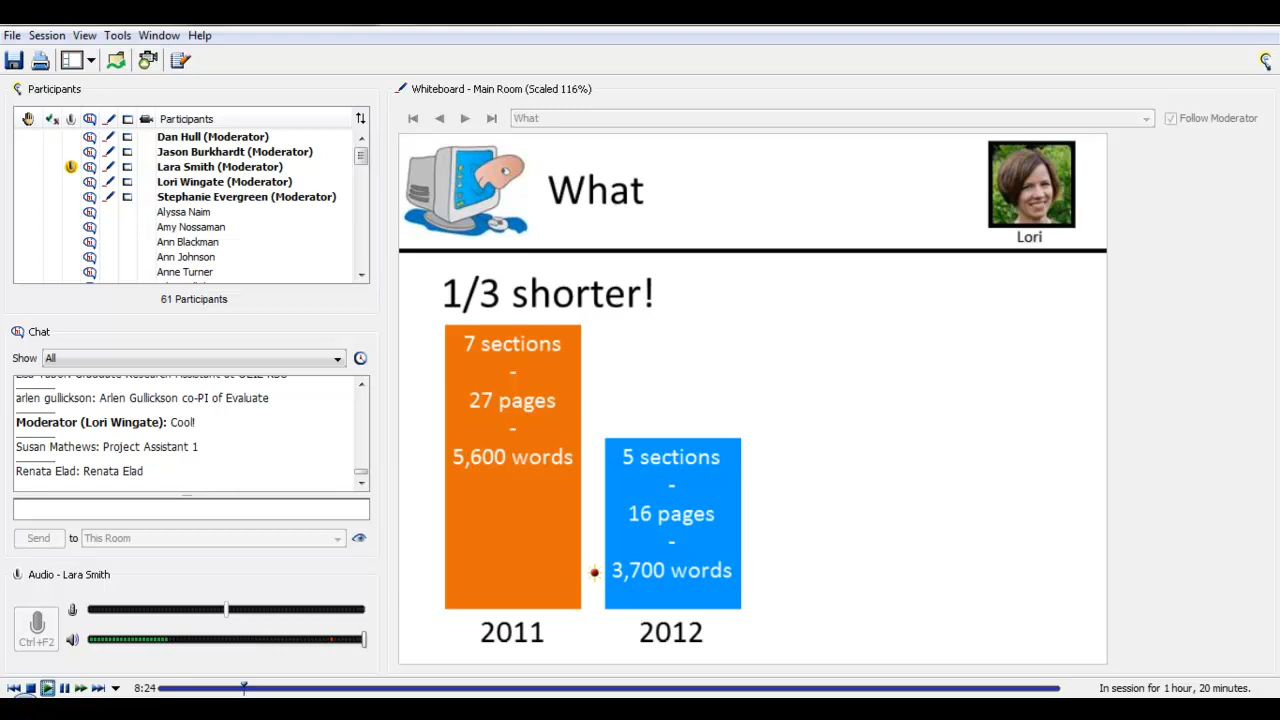 File Session View Tools Window Help
Participants
Participants
Dan Hull (Moderator)
Jason Burkhardt (Moderator)
Lara Smith (Moderator)
Lori Wingate (Moderator)
Stephanie Evergreen (Moderator)
Alyssa Naim
Amy Nossaman
Ann Blackman
Ann Johnson
Anne Turner
61 Participants
Chat
Show All
arlen gullickson: Arlen Gullickson co-PI of Evaluate
Moderator (Lori Wingate): Cool!
Susan Mathews: Project Assistant 1
Renata Elad: Renata Elad
Send to This Room
Audio - Lara Smith
Ctrl+F2
Whiteboard - Main Room (Scaled 116%)
What Follow Moderator
What
Lori
1/3 shorter!
7 sections
-
27 pages
-
5,600 words
5 sections
-
16 pages
-
3,700 words
2011 2012
8:24 In session for 1 hour, 20 minutes.